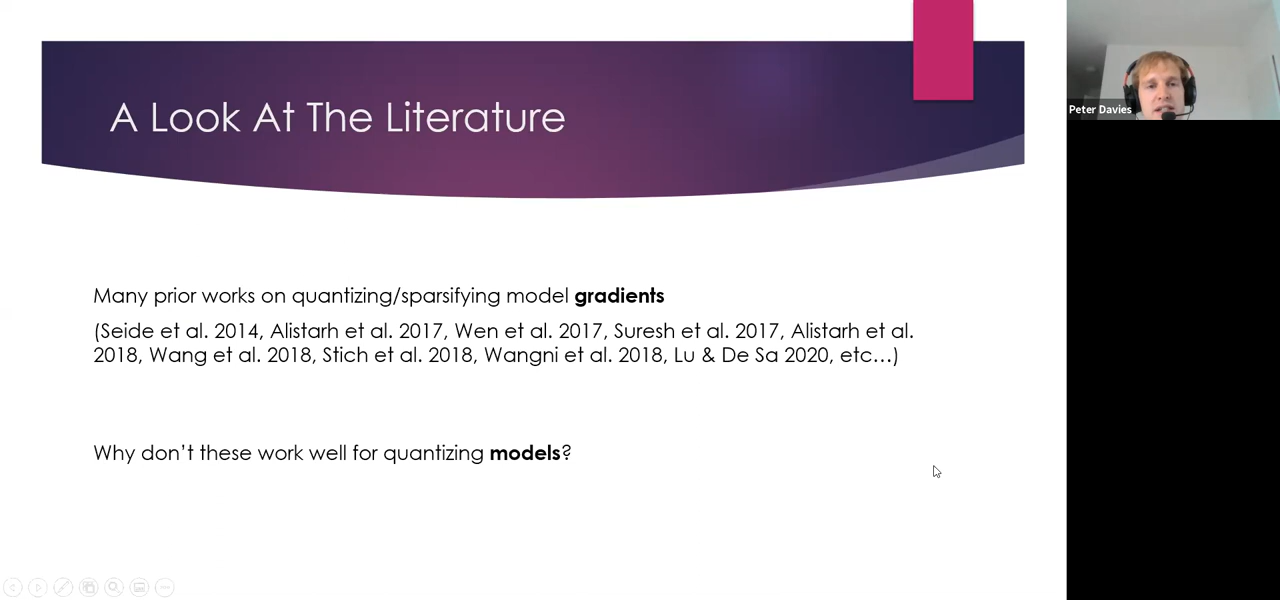 A Look At The Literature
Peter Davies
Many prior works on quantizing/sparsifying model gradients
(Seide et al. 2014, Alistarh et al. 2017, Wen et al. 2017, Suresh et al. 2017, Alistarh et al.
2018, Wang et al. 2018, Stich et al. 2018, Wangni et al. 2018, Lu & De Sa 2020, etc…)
Why don’t these work well for quantizing models?